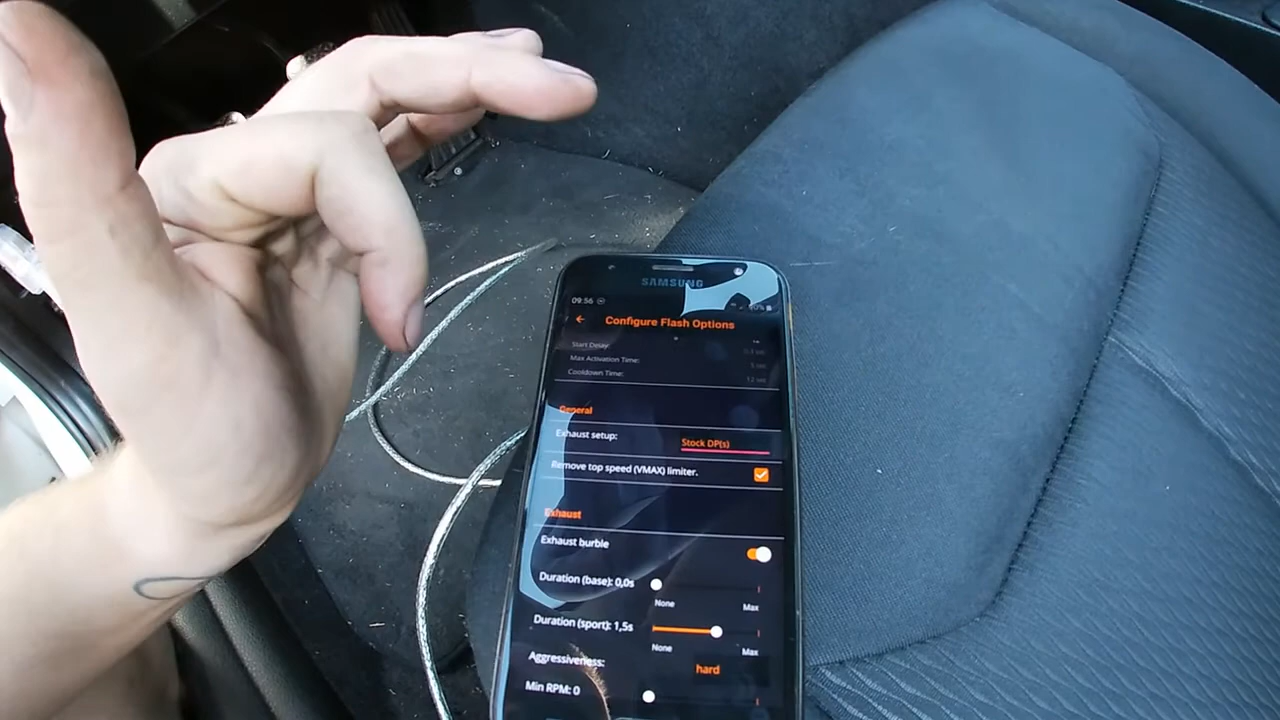 SAMSUNG
09:56
Configure Flash Options
Start Delay:
Max Activation Time:
Cooldown Time: 12 sec
General
Exhaust setup: Stock DP(s)
Remove top speed (VMAX) limiter.
Exhaust
Exhaust burble
Duration (base): 0,0s
None Max
Duration (sport): 1,5s
None Max
Aggressiveness: hard
Min RPM: 0